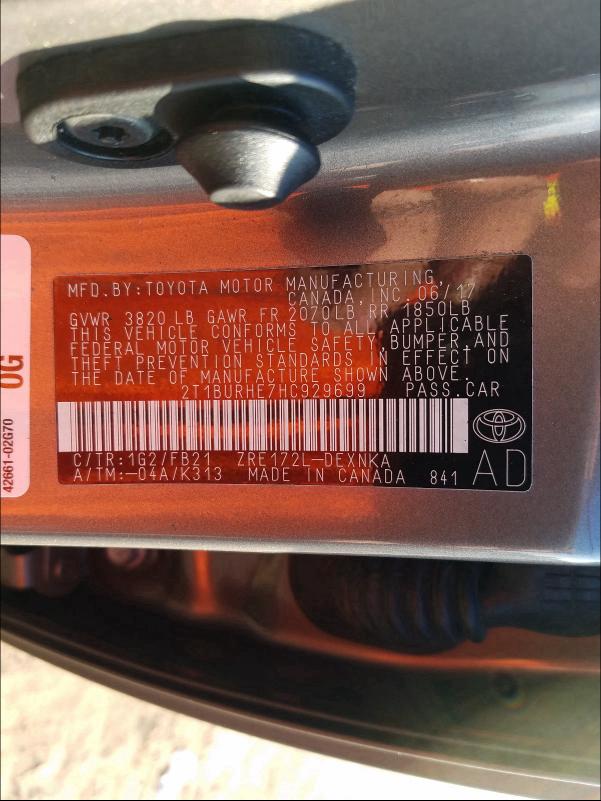 MFD.BY:TOYOTA MOTOR MANUFACTURING,
CANADA,INC. 06/17
GVWR 3820 LB GAWR FR 2070LB RR 1850LB
THIS VEHICLE CONFORMS TO ALL APPLICABLE
FEDERAL MOTOR VEHICLE SAFETY, BUMPER,AND
THEFT PREVENTION STANDARDS IN EFFECT ON
THE DATE OF MANUFACTURE SHOWN ABOVE.
2T1BURHE7HC929699 PASS.CAR
C/TR:1G2/FB21 ZRE172L-DEXNKA
A/TM:-04A/K313 MADE IN CANADA 841
AD
0G
42661-02G70